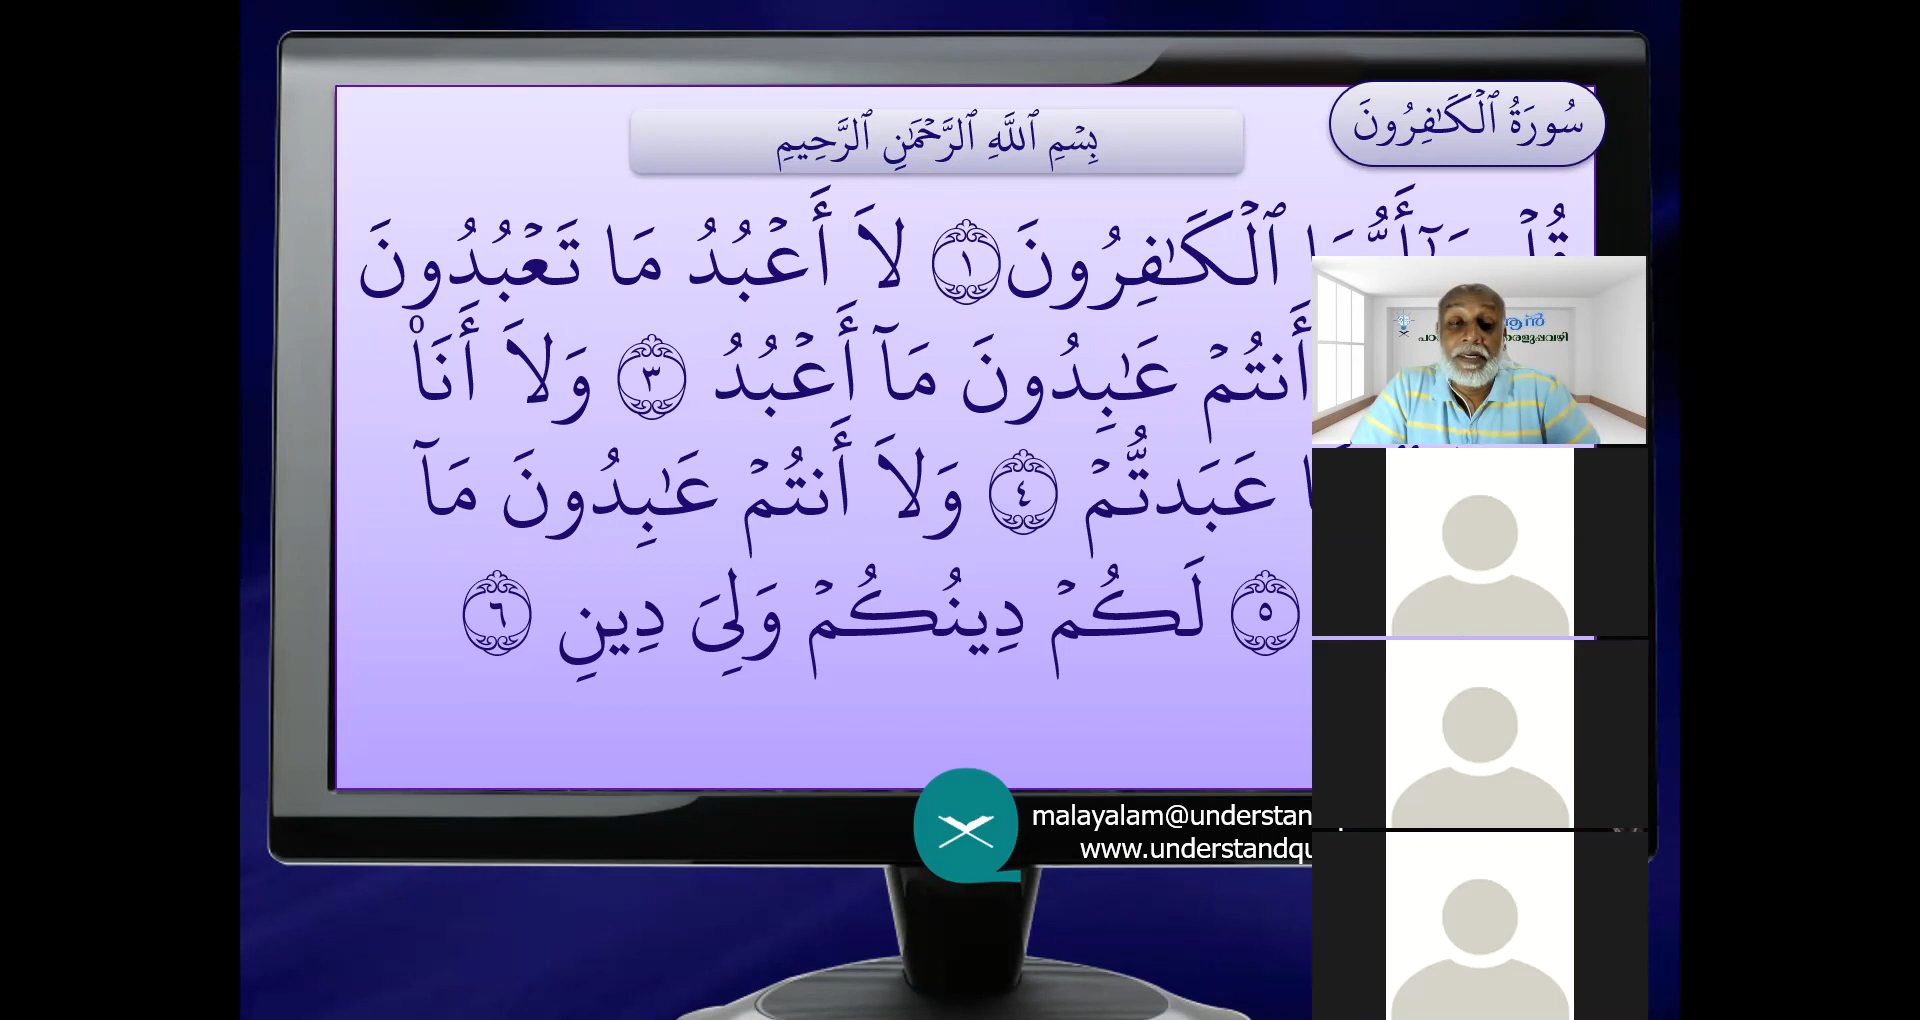 سُورَةُ ٱلْكَـٰفِرُونَ
بِسْمِ ٱللَّهِ ٱلرَّحْمَـٰنِ ٱلرَّحِيمِ
قُلْ يَـٰٓأَيُّهَا ٱلْكَـٰفِرُونَ ١ لَا أَعْبُدُ مَا تَعْبُدُونَ
أَنتُمْ عَـٰبِدُونَ مَآ أَعْبُدُ ٣ وَلَا أَنَا۠
عَبَدتُّمْ ٤ وَلَا أَنتُمْ عَـٰبِدُونَ مَآ
٥ لَكُمْ دِينُكُمْ وَلِىَ دِينِ ٦
malayalam@understan
www.understandqu